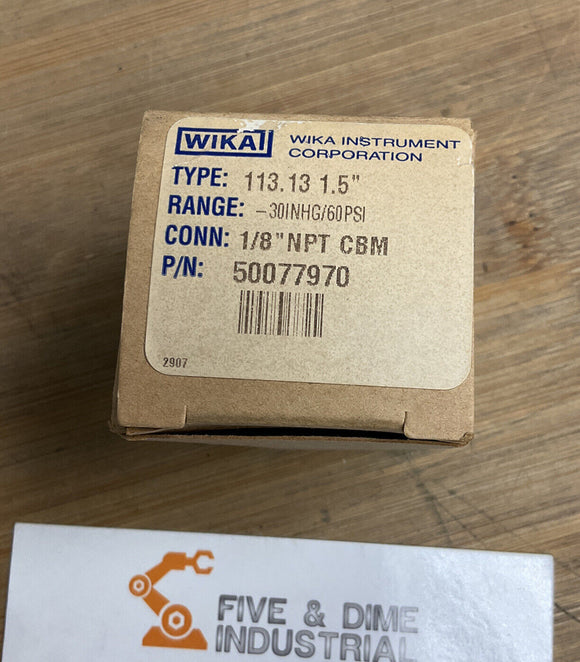 WIKA
WIKA INSTRUMENT
CORPORATION
TYPE: 113.13 1.5"
RANGE: -30INHG/60PSI
CONN: 1/8"NPT CBM
P/N: 50077970
2907
FIVE & DIME
INDUSTRIAL